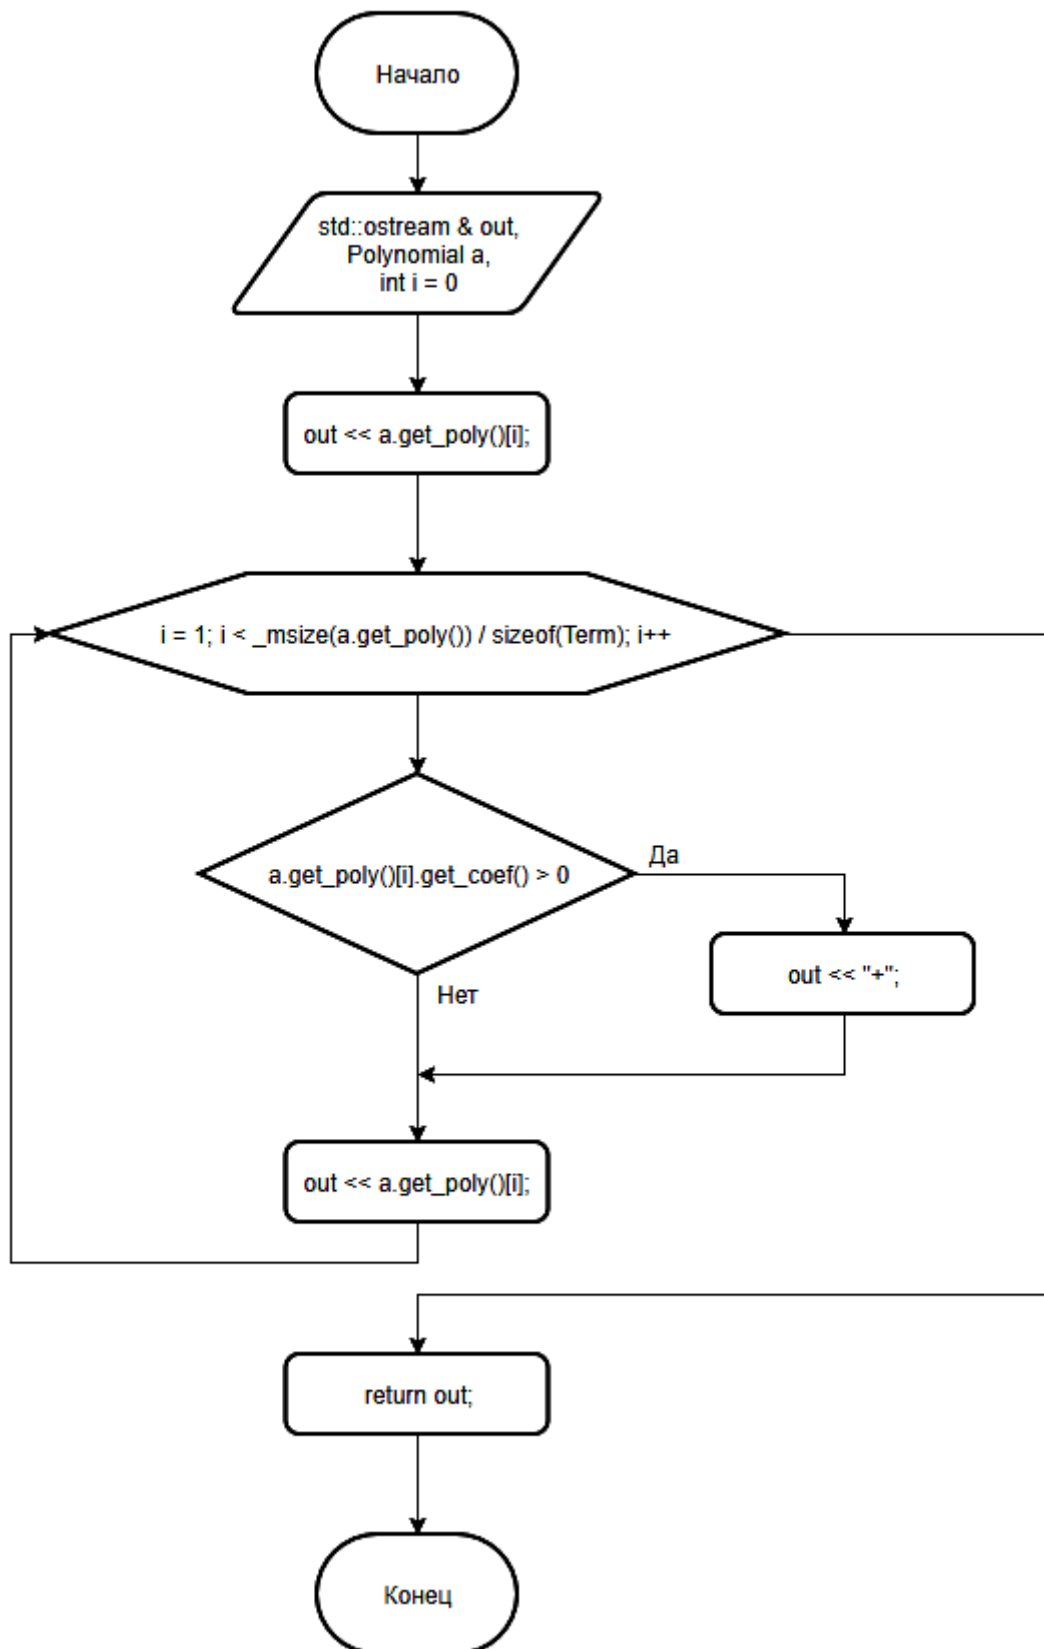 Начало
std::ostream & out,
Polynomial a,
int i = 0
out << a.get_poly()[i];
i = 1; i < _msize(a.get_poly()) / sizeof(Term); i++
a.get_poly()[i].get_coef() > 0
Да
out << "+";
Нет
out << a.get_poly()[i];
return out;
Конец